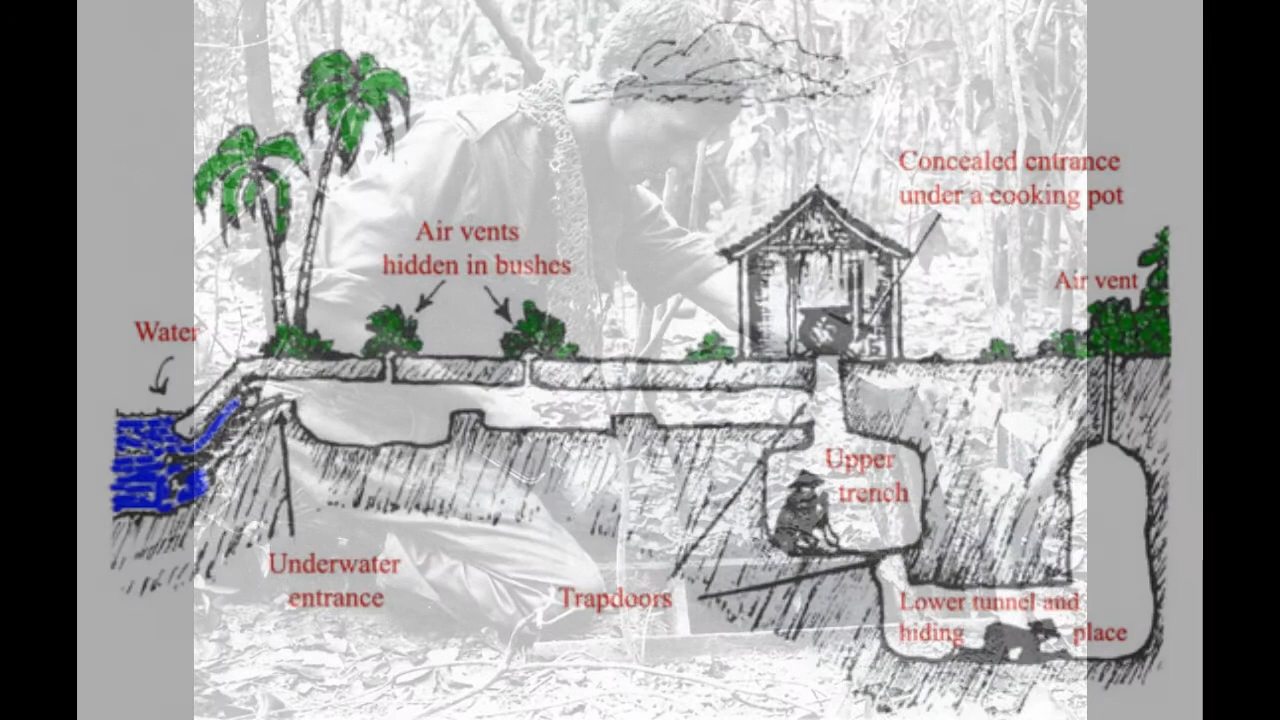 Concealed entrance
under a cooking pot
Air vents
hidden in bushes
Air vent
Water
Upper
trench
Underwater
entrance
Trapdoors
Lower tunnel and
hiding place